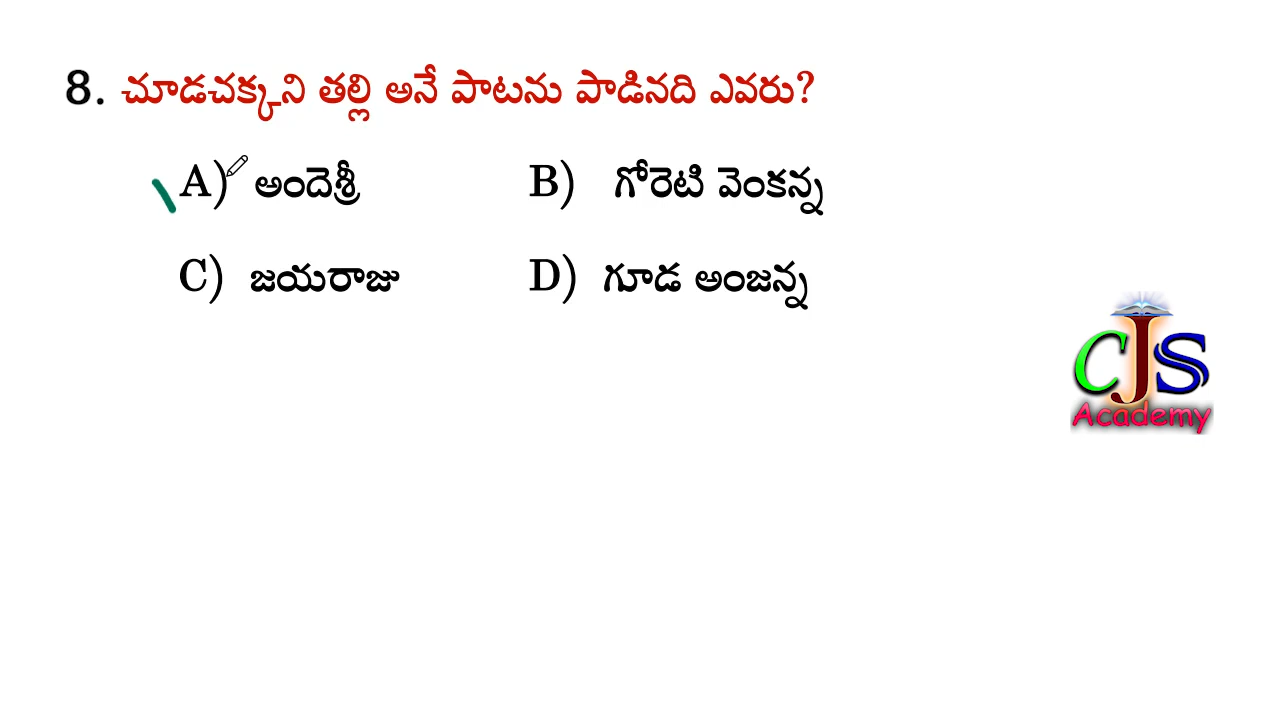 8. చూడచక్కని తల్లి అనే పాటను పాడినది ఎవరు?
A) అందెశ్రీ B) గోరెటి వెంకన్న
C) జయరాజు D) గూడ అంజన్న
CJS
Academy